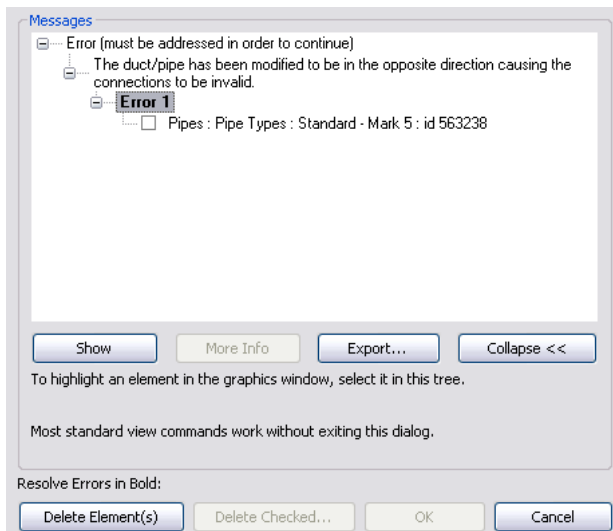 Messages
Error (must be addressed in order to continue)
The duct/pipe has been modified to be in the opposite direction causing the
connections to be invalid.
Error 1
Pipes : Pipe Types : Standard - Mark 5 : id 563238
Show
More Info
Export...
Collapse <<
To highlight an element in the graphics window, select it in this tree.
Most standard view commands work without exiting this dialog.
Resolve Errors in Bold:
Delete Element(s)
Delete Checked...
OK
Cancel